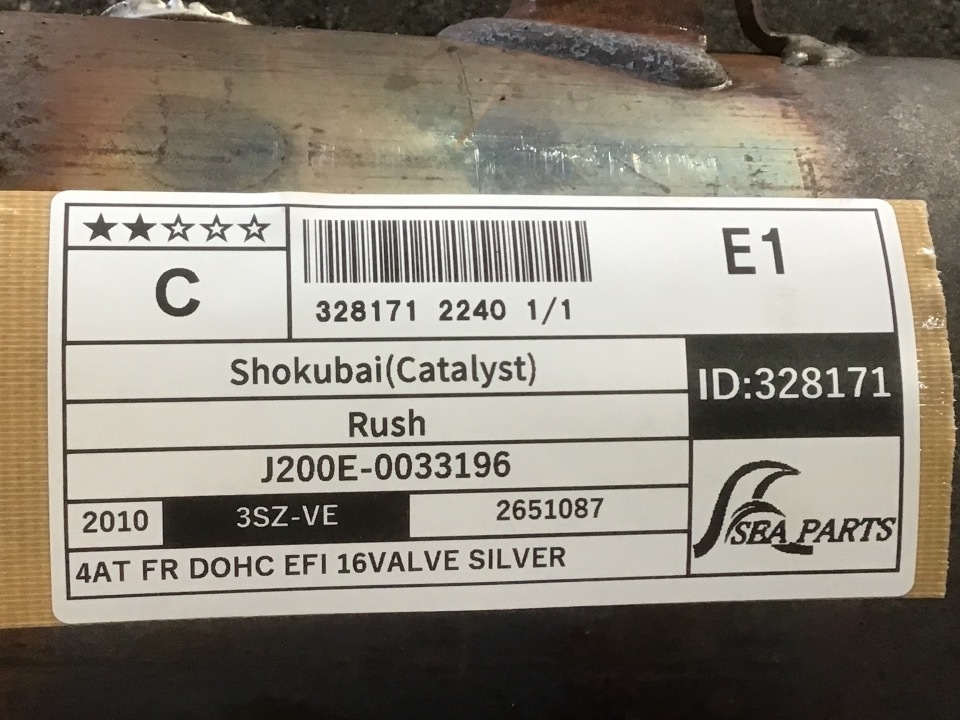 ★★☆☆☆
C
328171 2240 1/1
E1
Shokubai(Catalyst)
ID:328171
Rush
J200E-0033196
2010 3SZ-VE 2651087
SEA PARTS
4AT FR DOHC EFI 16VALVE SILVER